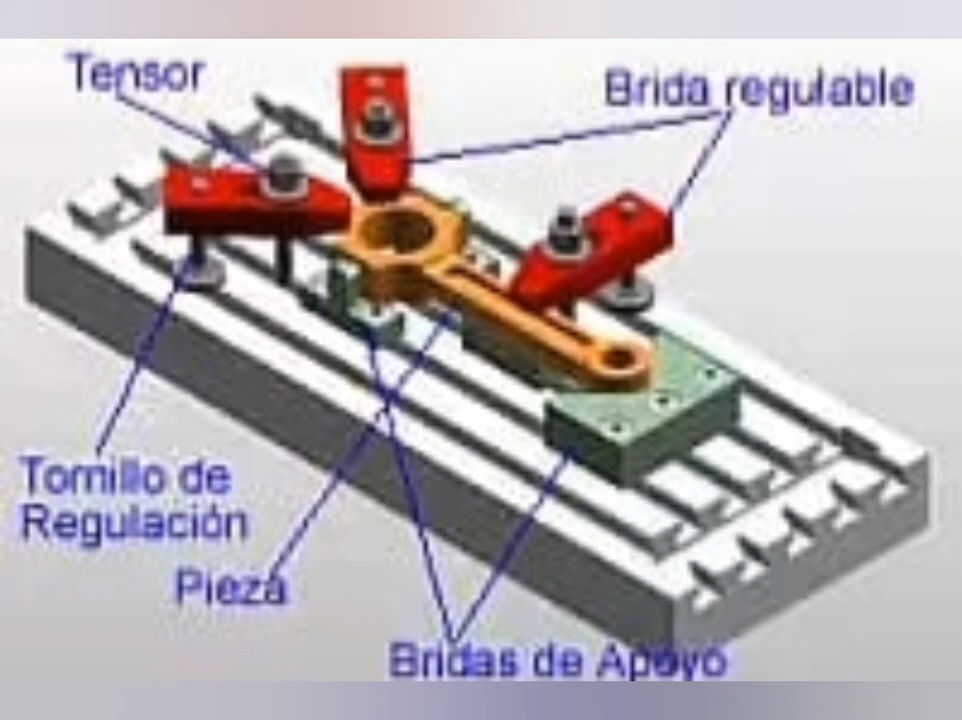 Tensor
Brida regulable
Tornillo de
Regulación
Pieza
Bridas de Apoyo